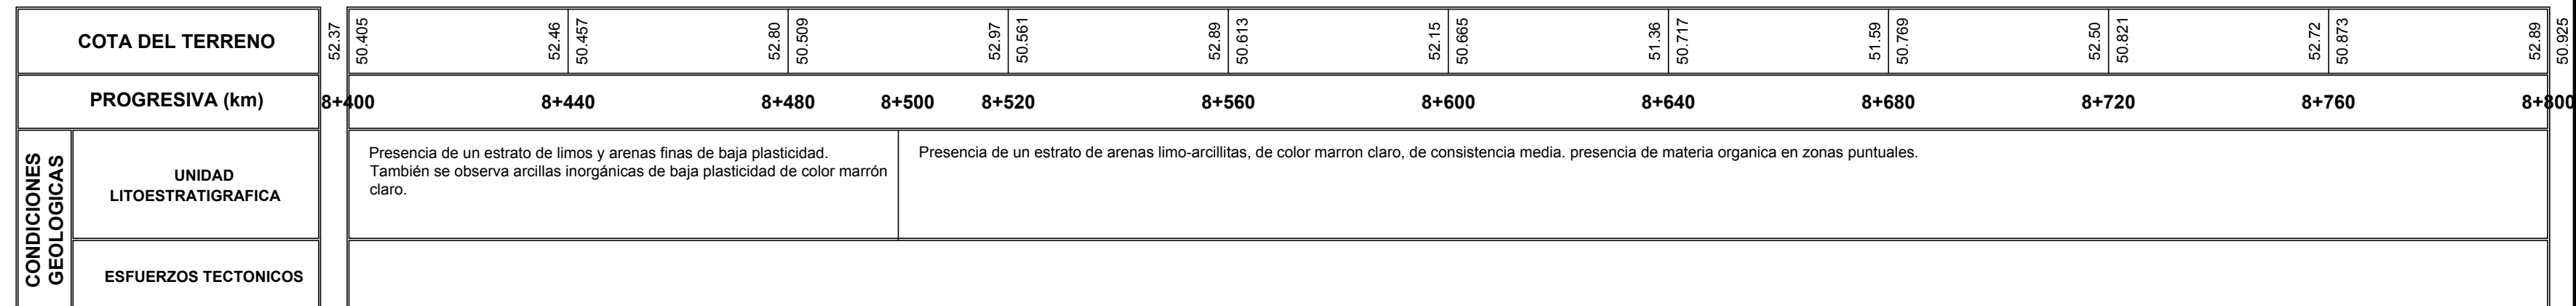 COTA DEL TERRENO
52.37 50.405 52.46 50.457 52.80 50.509 52.97 50.561 52.89 50.613 52.15 50.665 51.36 50.717 51.59 50.769 52.50 50.821 52.72 50.873 52.89 50.925
PROGRESIVA (km)
8+400 8+440 8+480 8+500 8+520 8+560 8+600 8+640 8+680 8+720 8+760 8+800
CONDICIONES
GEOLOGICAS
UNIDAD
LITOESTRATIGRAFICA
Presencia de un estrato de limos y arenas finas de baja plasticidad.
También se observa arcillas inorgánicas de baja plasticidad de color marrón
claro.
Presencia de un estrato de arenas limo-arcillitas, de color marron claro, de consistencia media. presencia de materia organica en zonas puntuales.
ESFUERZOS TECTONICOS